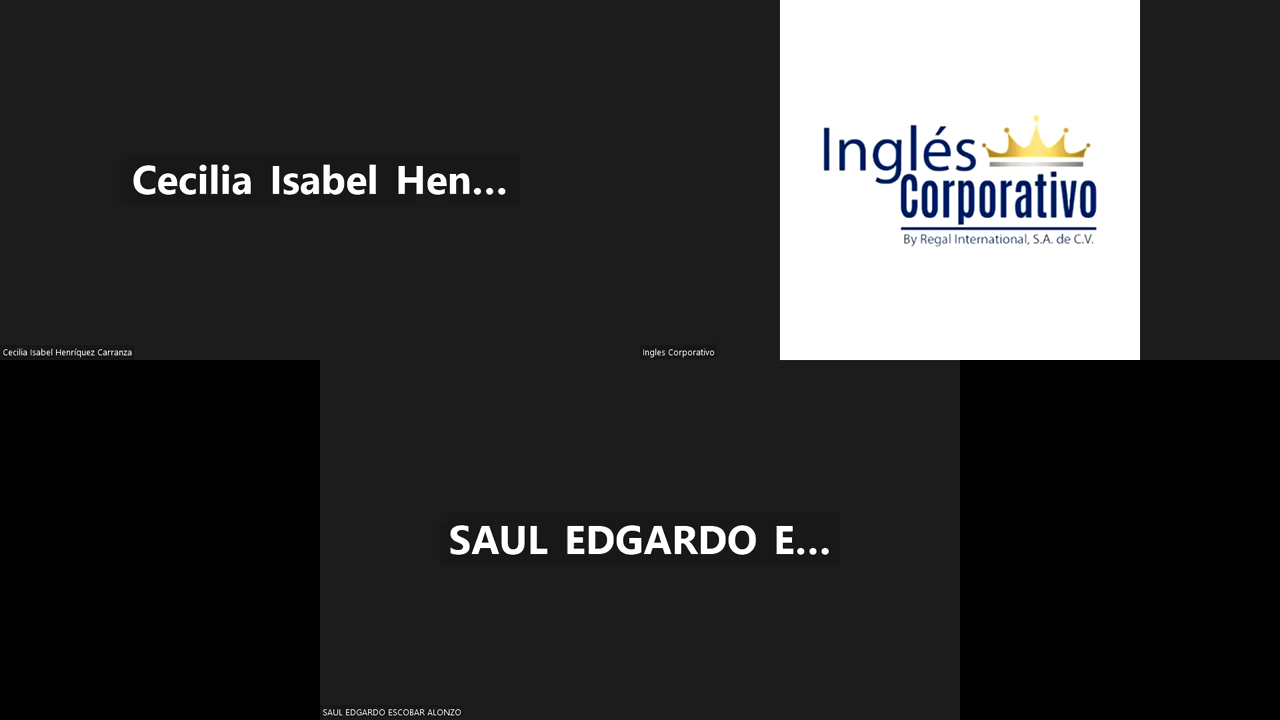 Cecilia Isabel Hen...
Inglés
Corporativo
By Regal International, S.A. de C.V.
Cecilia Isabel Henríquez Carranza
Ingles Corporativo
SAUL EDGARDO E...
SAUL EDGARDO ESCOBAR ALONZO